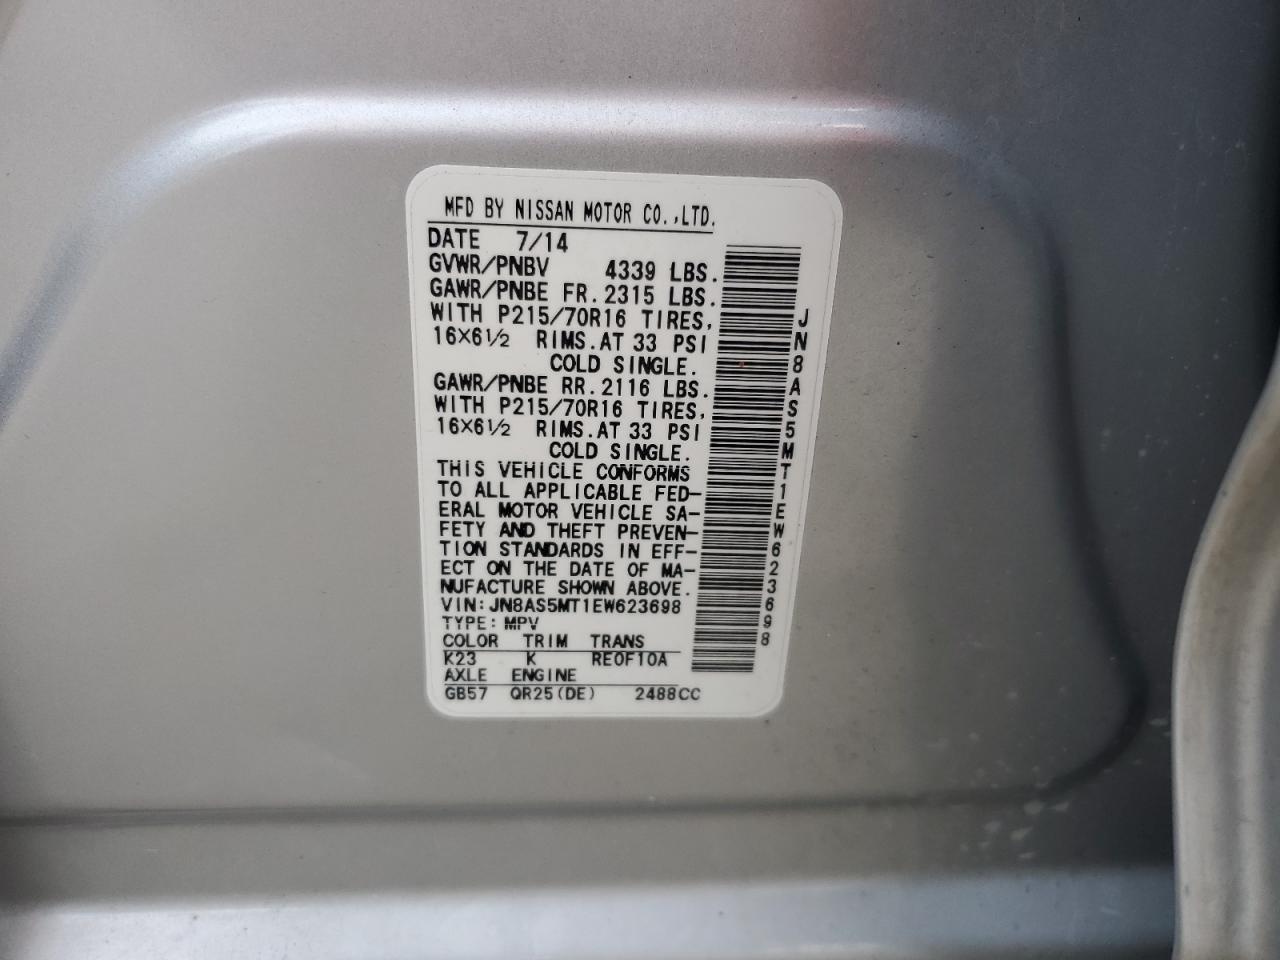 MFD BY NISSAN MOTOR CO.,LTD.
DATE 7/14
GVWR/PNBV 4339 LBS.
GAWR/PNBE FR.2315 LBS.
WITH P215/70R16 TIRES,
16X6½ RIMS.AT 33 PSI
COLD SINGLE.
GAWR/PNBE RR.2116 LBS.
WITH P215/70R16 TIRES,
16X6½ RIMS.AT 33 PSI
COLD SINGLE.
THIS VEHICLE CONFORMS
TO ALL APPLICABLE FED-
ERAL MOTOR VEHICLE SA-
FETY AND THEFT PREVEN-
TION STANDARDS IN EFF-
ECT ON THE DATE OF MA-
NUFACTURE SHOWN ABOVE.
VIN:JN8AS5MT1EW623698
TYPE:MPV
COLOR TRIM TRANS
K23 K RE0F10A
AXLE ENGINE
GB57 QR25(DE) 2488CC
JN8AS5MT1EW623698